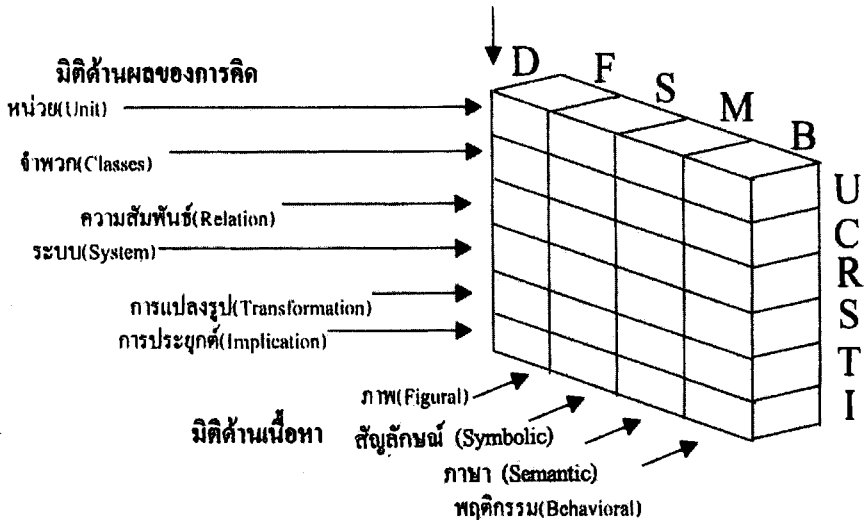 D F S M B
มิติด้านผลของการคิด
หน่วย(Unit)
จำพวก(Classes)
ความสัมพันธ์(Relation)
ระบบ(System)
การแปลงรูป(Transformation)
การประยุกต์(Implication)
U
C
R
S
T
I
ภาพ(Figural)
มิติด้านเนื้อหา
สัญลักษณ์ (Symbolic)
ภาษา (Semantic)
พฤติกรรม(Behavioral)